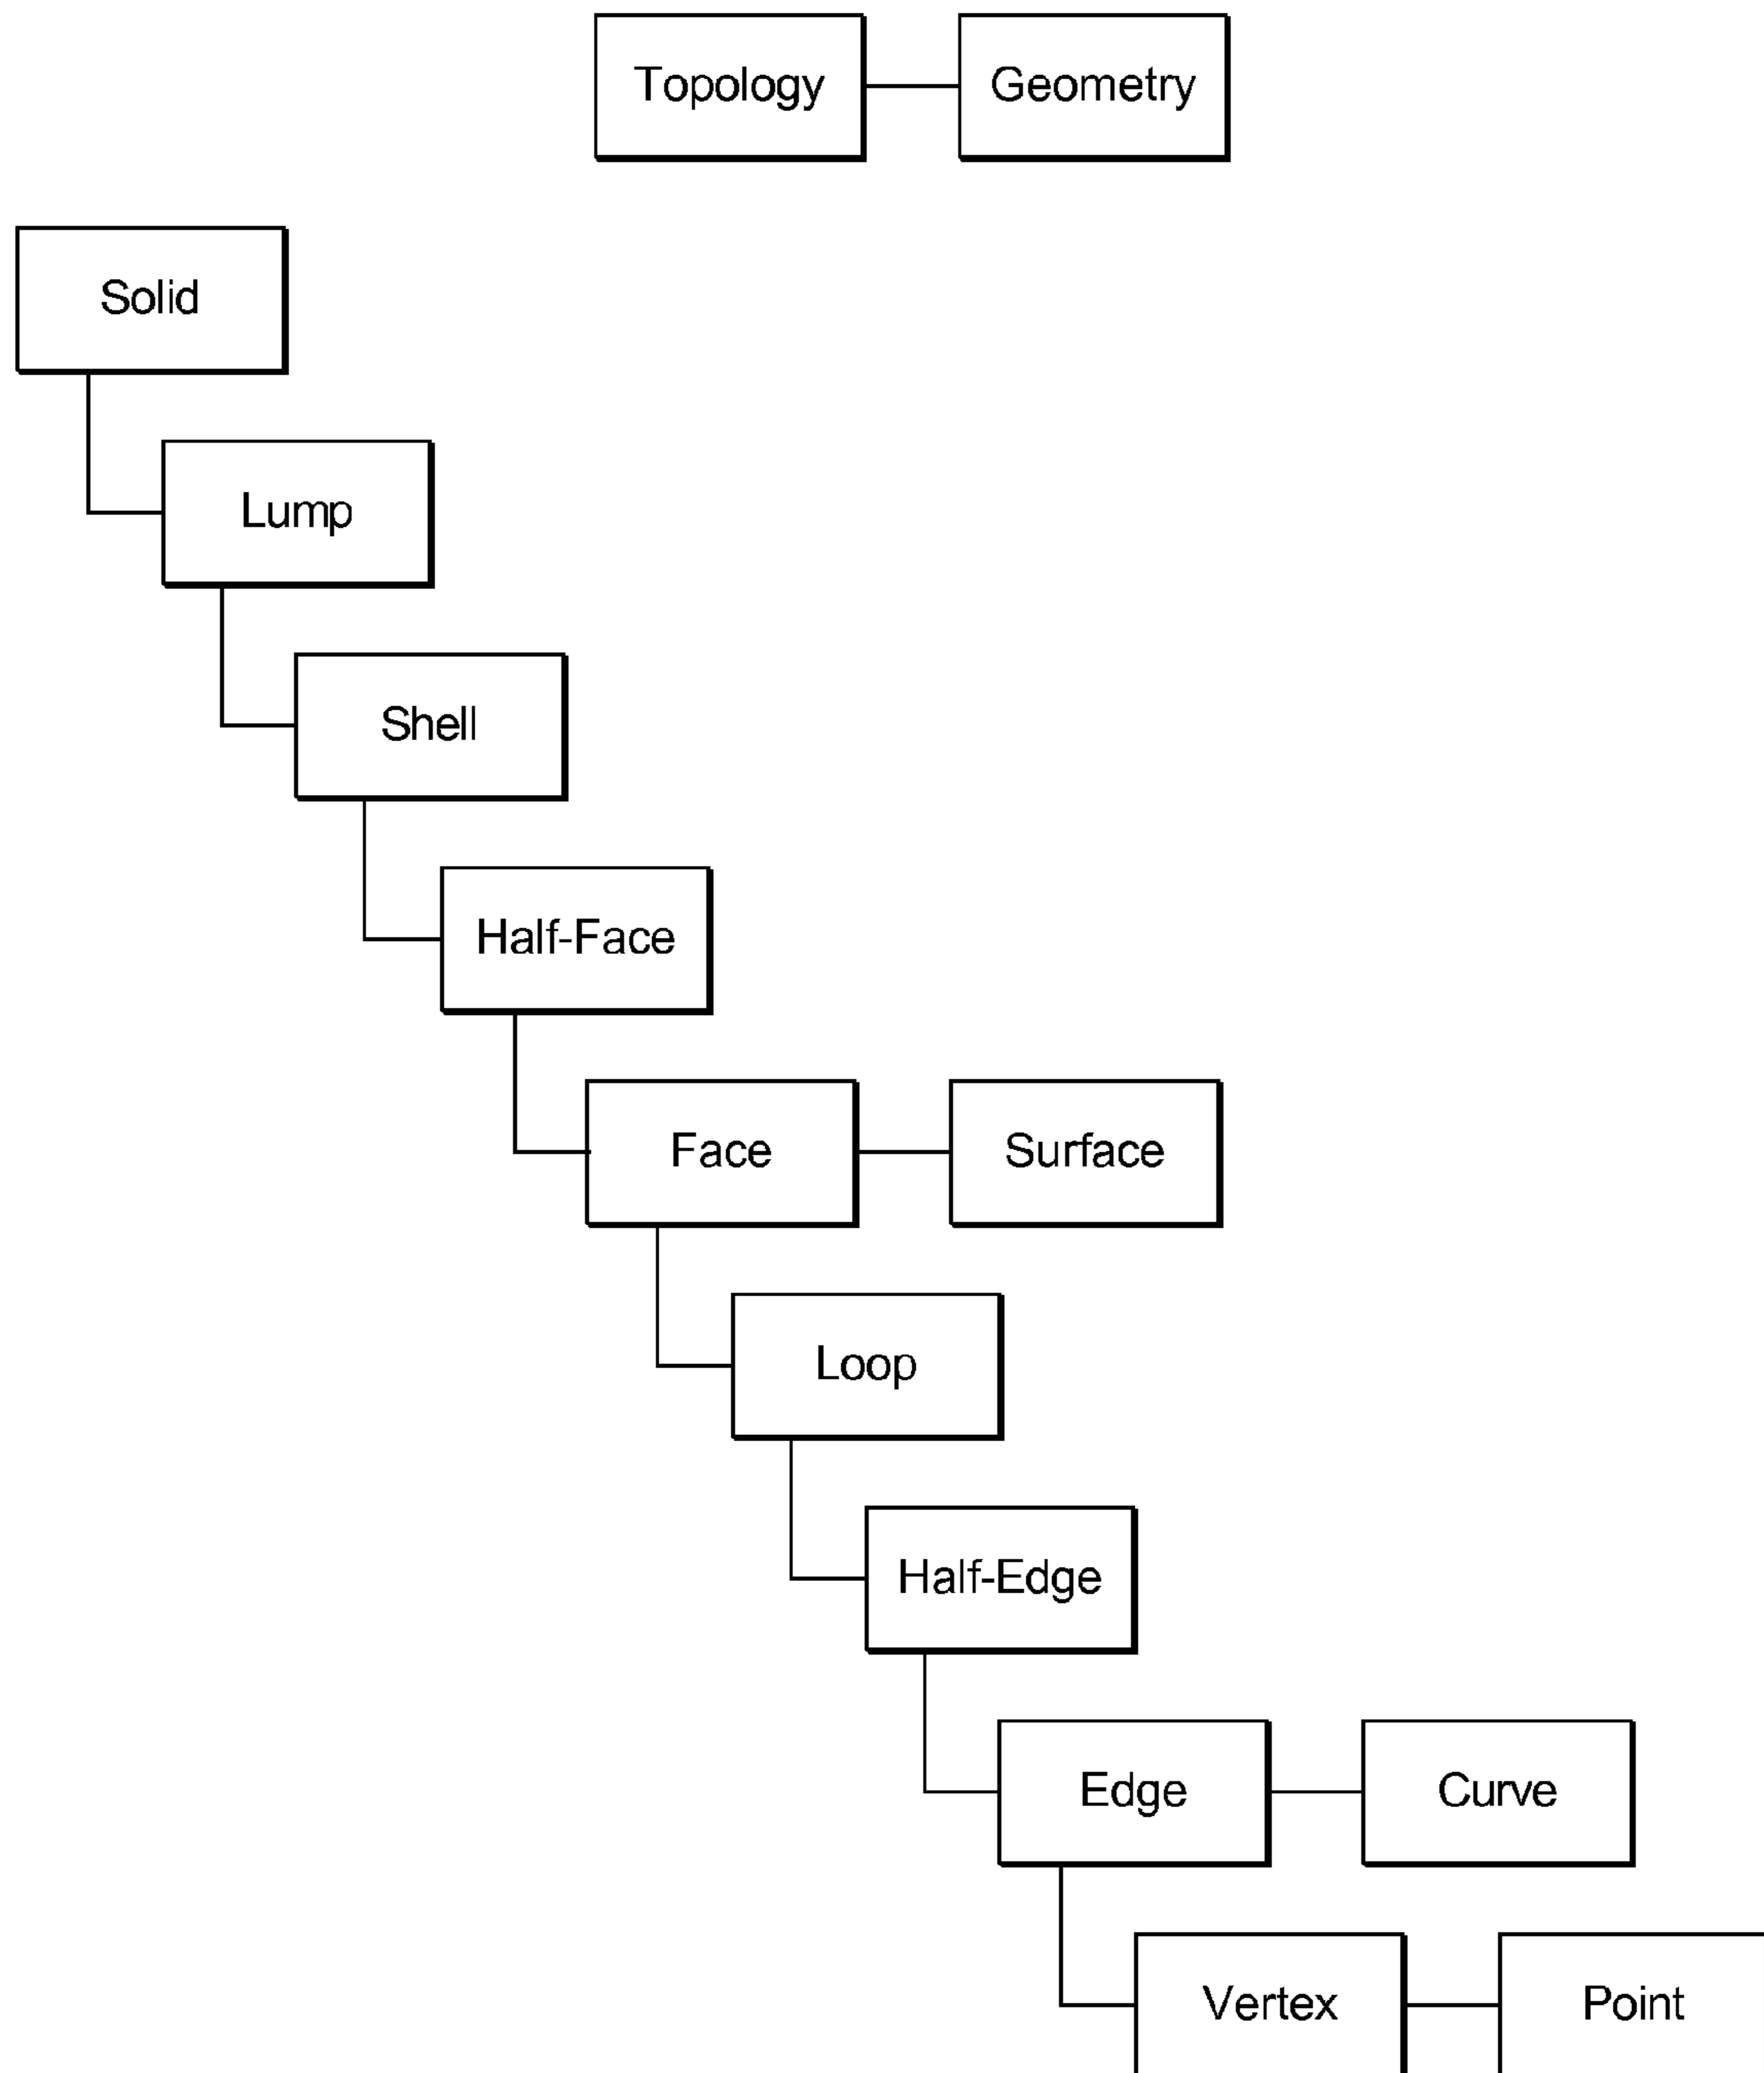 Topology Geometry
Solid
Lump
Shell
Half-Face
Face Surface
Loop
Half-Edge
Edge Curve
Vertex Point